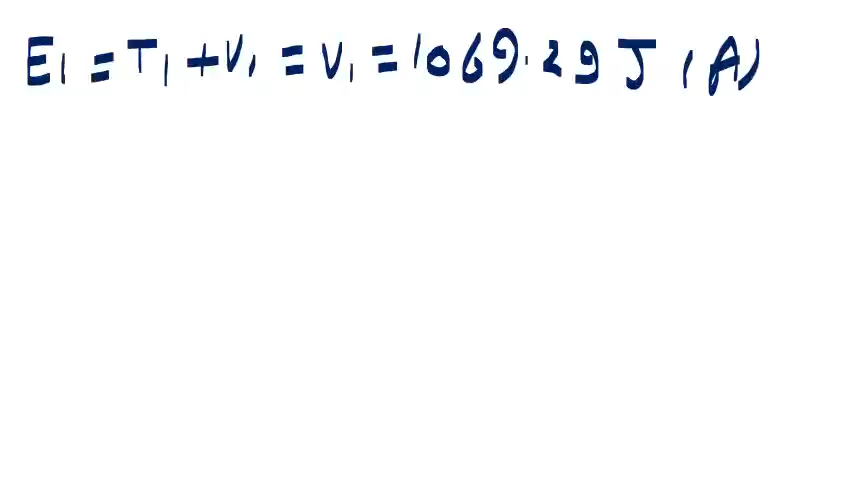 E1 = T1 + V1 = V1 = 1069.29 J (A)